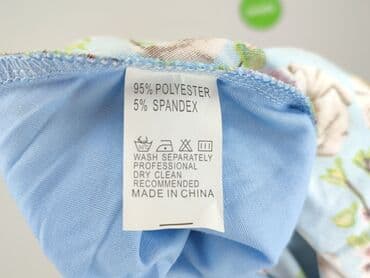 95% POLYESTER
5% SPANDEX
WASH SEPARATELY
PROFESSIONAL
DRY CLEAN
RECOMMENDED
MADE IN CHINA